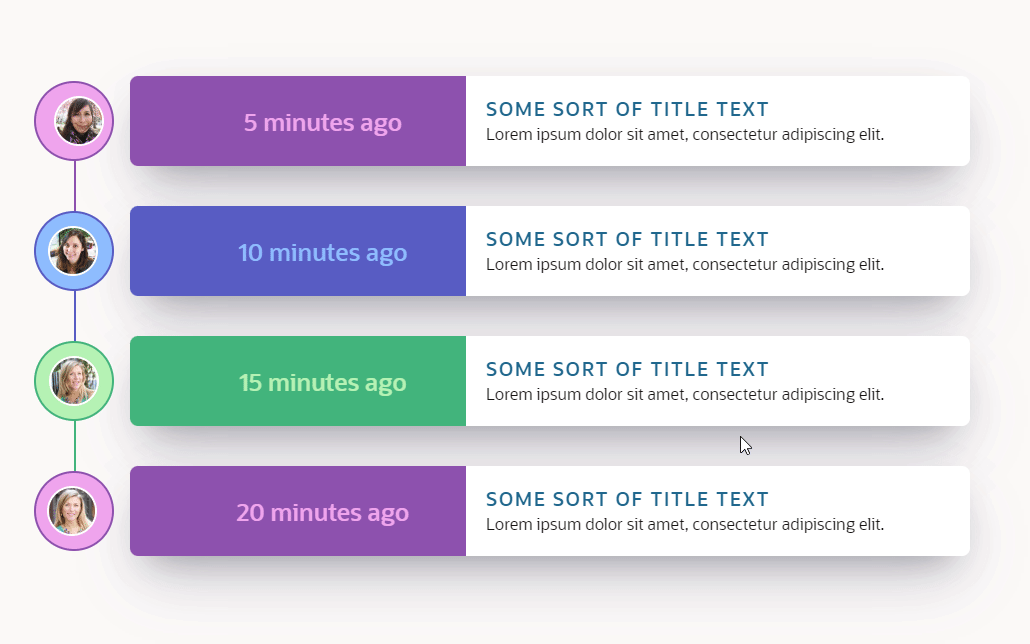 5 minutes ago
SOME SORT OF TITLE TEXT
Lorem ipsum dolor sit amet, consectetur adipiscing elit.
10 minutes ago
SOME SORT OF TITLE TEXT
Lorem ipsum dolor sit amet, consectetur adipiscing elit.
15 minutes ago
SOME SORT OF TITLE TEXT
Lorem ipsum dolor sit amet, consectetur adipiscing elit.
20 minutes ago
SOME SORT OF TITLE TEXT
Lorem ipsum dolor sit amet, consectetur adipiscing elit.